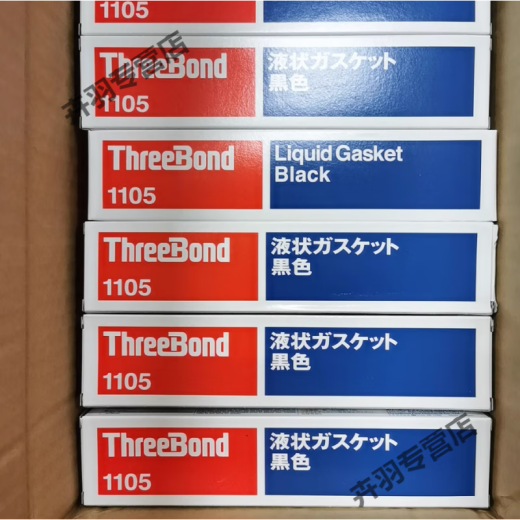 1105
ThreeBond
1105
液状ガスケット
黒色
卉羽专营店
ThreeBond
1105
Liquid Gasket
Black
ThreeBond
1105
液状ガスケット
黒色
ThreeBond
1105
液状ガスケット
黒色
ThreeBond
1105
液状ガスケット
黒色
卉羽专营店